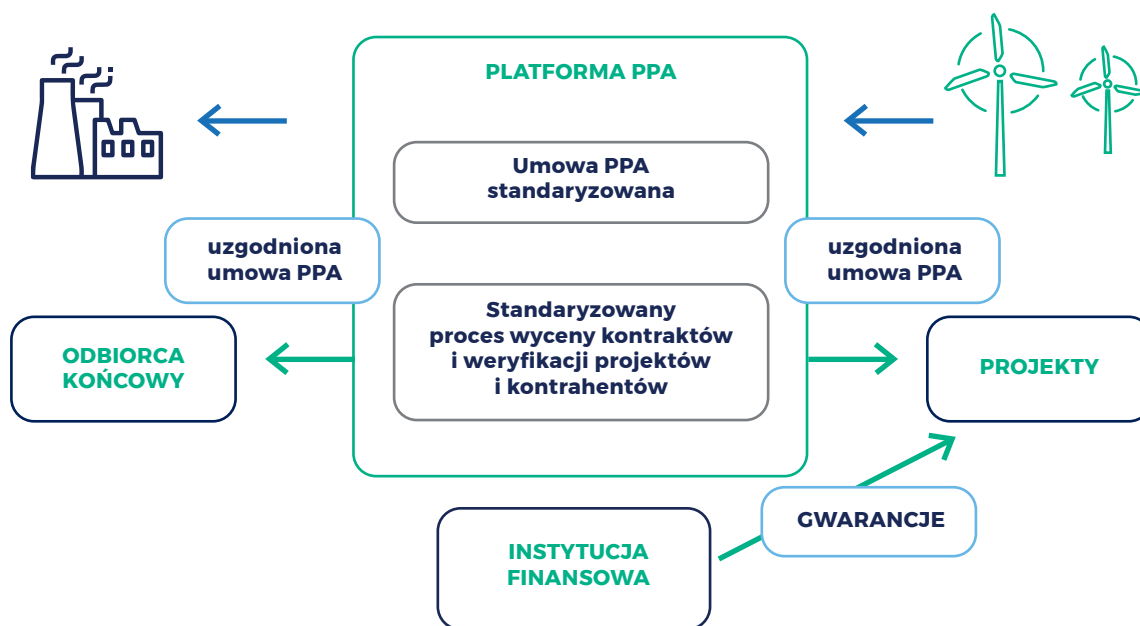 PLATFORMA PPA
Umowa PPA
standaryzowana
uzgodniona
umowa PPA
uzgodniona
umowa PPA
Standaryzowany
proces wyceny kontraktów
i weryfikacji projektów
i kontrahentów
ODBIORCA
KOŃCOWY
PROJEKTY
GWARANCJE
INSTYTUCJA
FINANSOWA